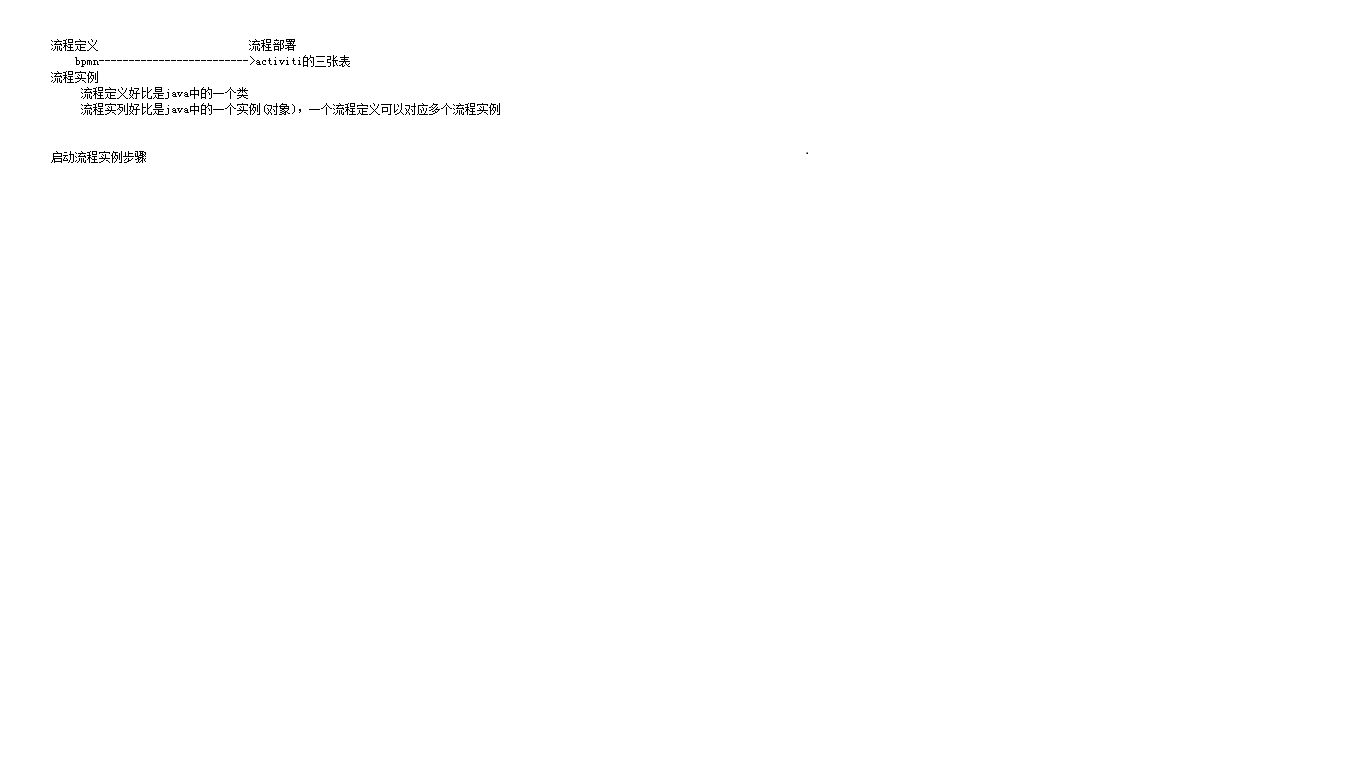 流程定义 流程部署
bpmn------------------------->activiti的三张表
流程实例
流程定义好比是java中的一个类
流程实列好比是java中的一个实例(对象)，一个流程定义可以对应多个流程实例
启动流程实例步骤